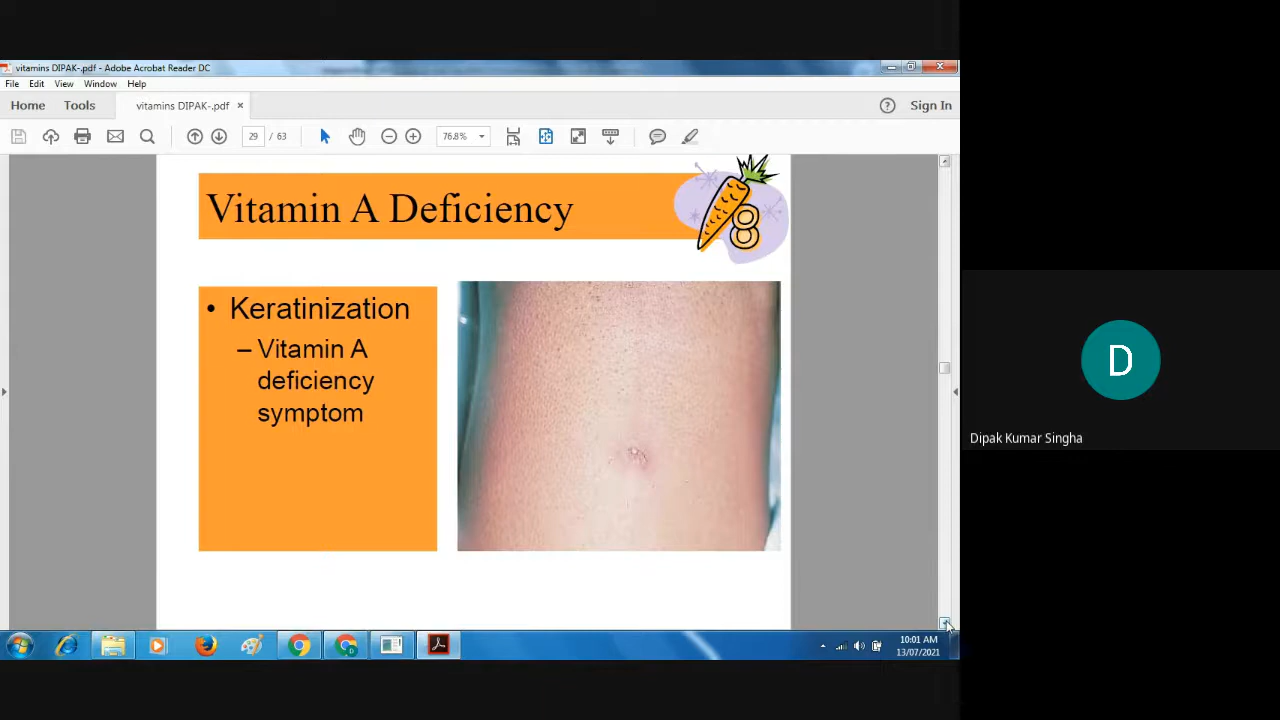 vitamins DIPAK-.pdf - Adobe Acrobat Reader DC
File Edit View Window Help
Home Tools vitamins DIPAK-.pdf × ? Sign In
29 / 63 76.8%
Vitamin A Deficiency
• Keratinization
– Vitamin A
deficiency
symptom
D
Dipak Kumar Singha
10:01 AM
13/07/2021